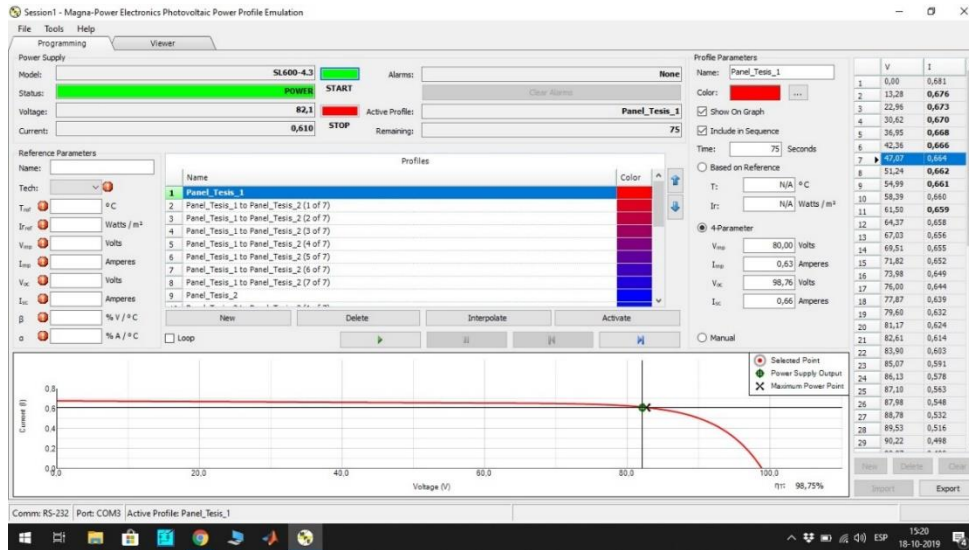 Session1 - Magna-Power Electronics Photovoltaic Power Profile Emulation
File Tools Help
Programming Viewer
Power Supply
Model: SL600-4.3 START
Status: POWER
Voltage: 82,1 STOP
Current: 0,610
Alarms: None
Clear Alarms
Active Profile: Panel_Tesis_1
Remaining: 75
Reference Parameters
Name:
Tech:
Tref °C
Irref Watts / m²
Vmp Volts
Imp Amperes
Voc Volts
Isc Amperes
β % V / °C
α % A / °C
Profiles
Name Color
1 Panel_Tesis_1
2 Panel_Tesis_1 to Panel_Tesis_2 (1 of 7)
3 Panel_Tesis_1 to Panel_Tesis_2 (2 of 7)
4 Panel_Tesis_1 to Panel_Tesis_2 (3 of 7)
5 Panel_Tesis_1 to Panel_Tesis_2 (4 of 7)
6 Panel_Tesis_1 to Panel_Tesis_2 (5 of 7)
7 Panel_Tesis_1 to Panel_Tesis_2 (6 of 7)
8 Panel_Tesis_1 to Panel_Tesis_2 (7 of 7)
9 Panel_Tesis_2
New Delete Interpolate Activate
Loop
Profile Parameters
Name: Panel_Tesis_1
Color: ...
Show On Graph
Include in Sequence
Time: 75 Seconds
Based on Reference
T: N/A °C
Ir: N/A Watts / m²
4-Parameter
Vmp 80,00 Volts
Imp 0,63 Amperes
Voc 98,76 Volts
Isc 0,66 Amperes
Manual
V I
1 0,00 0,681
2 13,28 0,676
3 22,96 0,673
4 30,62 0,670
5 36,95 0,668
6 42,36 0,666
7 47,07 0,664
8 51,24 0,662
9 54,99 0,661
10 58,39 0,660
11 61,50 0,659
12 64,37 0,658
13 67,03 0,656
14 69,51 0,655
15 71,82 0,652
16 73,98 0,649
17 76,00 0,644
18 77,87 0,639
19 79,60 0,632
20 81,17 0,624
21 82,61 0,614
22 83,90 0,603
23 85,07 0,591
24 86,13 0,578
25 87,10 0,563
26 87,98 0,548
27 88,78 0,532
28 89,53 0,516
29 90,22 0,498
New Delete Clear
Import Export
Selected Point
Power Supply Output
Maximum Power Point
Current (I)
0,8
0,6
0,4
0,2
0,0
0,0 20,0 40,0 60,0 80,0 100,0
Voltage (V)
98,75%
Comm: RS-232 Port: COM3 Active Profile: Panel_Tesis_1
ESP
15:20
18-10-2019